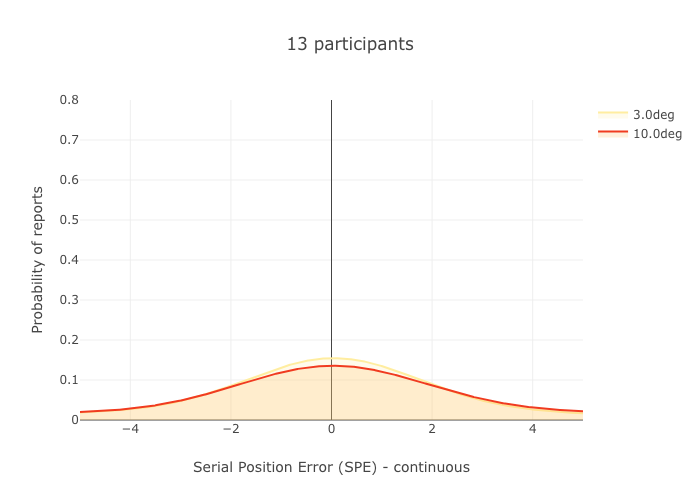 13 participants
3.0deg
10.0deg
Probability of reports
0.8
0.7
0.6
0.5
0.4
0.3
0.2
0.1
0
−4
−2
0
2
4
Serial Position Error (SPE) - continuous